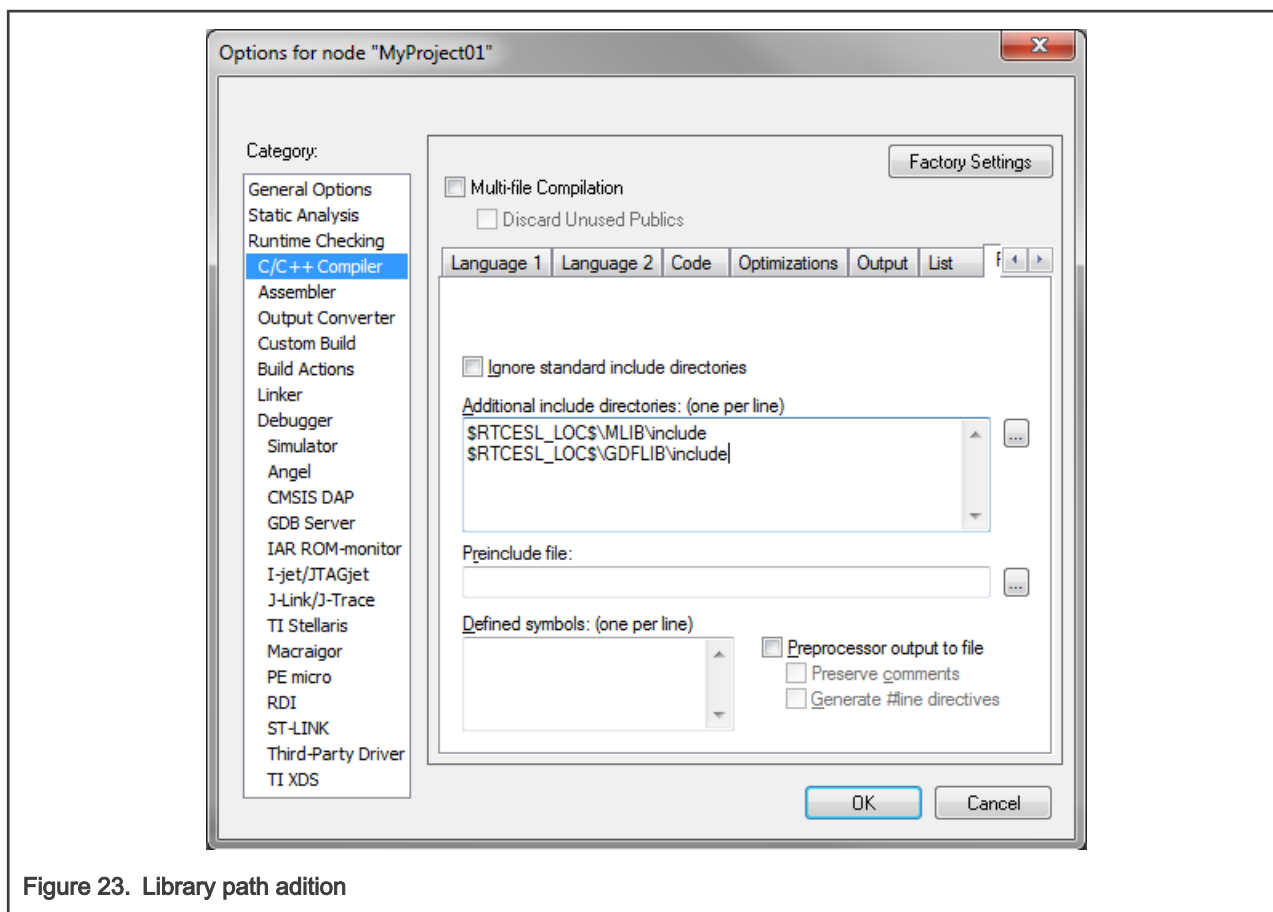 Options for node "MyProject01"
Category:
General Options
Static Analysis
Runtime Checking
C/C++ Compiler
Assembler
Output Converter
Custom Build
Build Actions
Linker
Debugger
Simulator
Angel
CMSIS DAP
GDB Server
IAR ROM-monitor
I-jet/JTAGjet
J-Link/J-Trace
TI Stellaris
Macraigor
PE micro
RDI
ST-LINK
Third-Party Driver
TI XDS
Factory Settings
Multi-file Compilation
Discard Unused Publics
Language 1 Language 2 Code Optimizations Output List
Ignore standard include directories
Additional include directories: (one per line)
$RTCESL_LOC$\MLIB\include
$RTCESL_LOC$\GDFLIB\include
...
Preinclude file:
...
Defined symbols: (one per line)
Preprocessor output to file
Preserve comments
Generate #line directives
OK Cancel
Figure 23. Library path adition